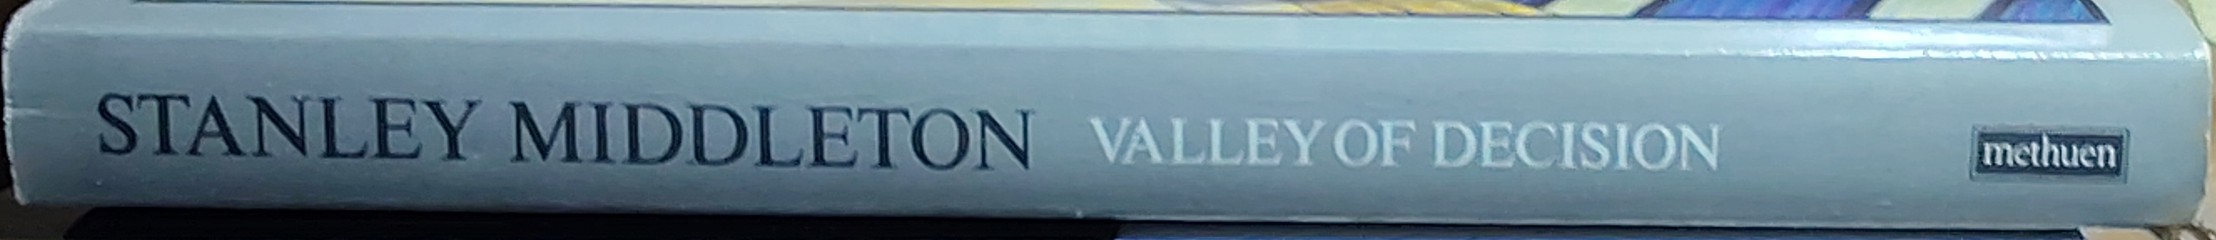 STANLEY MIDDLETON VALLEY OF DECISION methuen